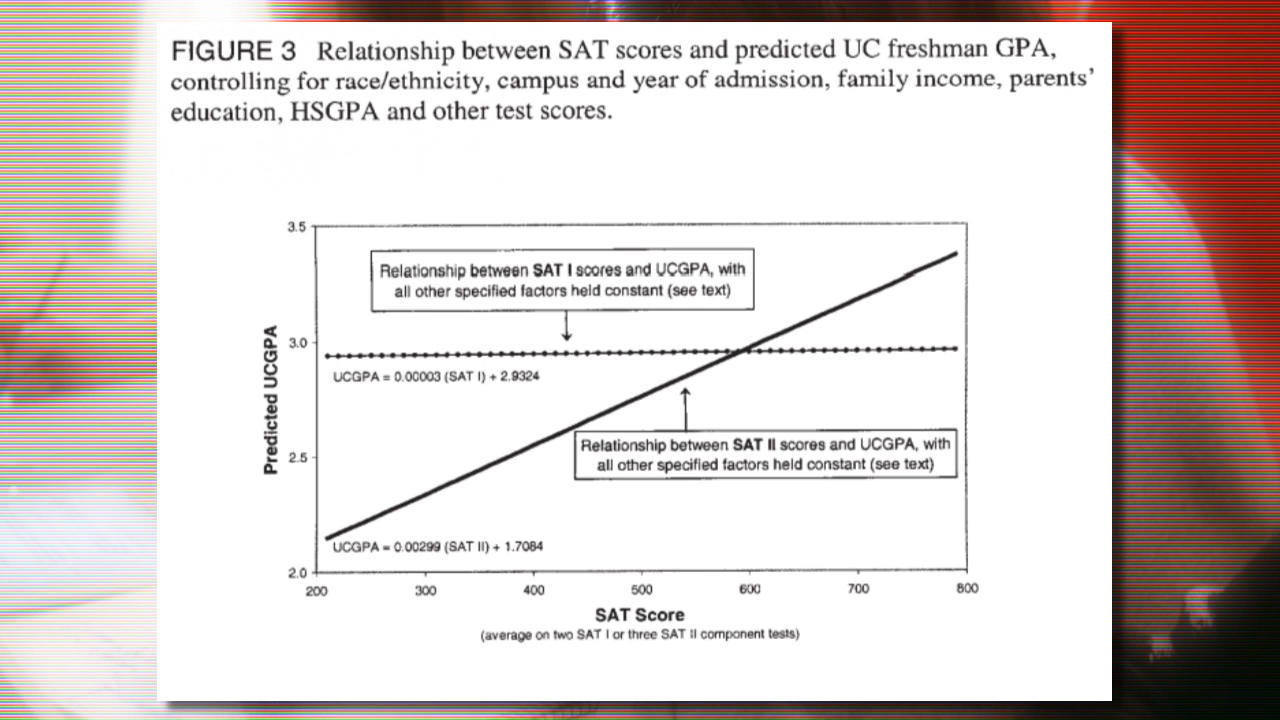 FIGURE 3 Relationship between SAT scores and predicted UC freshman GPA,
controlling for race/ethnicity, campus and year of admission, family income, parents’
education, HSGPA and other test scores.
3.5
Relationship between SAT I scores and UCGPA, with
all other specified factors held constant (see text)
3.0
UCGPA = 0.00003 (SAT I) + 2.9324
Predicted UCGPA
Relationship between SAT II scores and UCGPA, with
all other specified factors held constant (see text)
2.5
UCGPA = 0.00299 (SAT II) + 1.7084
2.0
200 300 400 500 600 700 800
SAT Score
(average on two SAT I or three SAT II component tests)